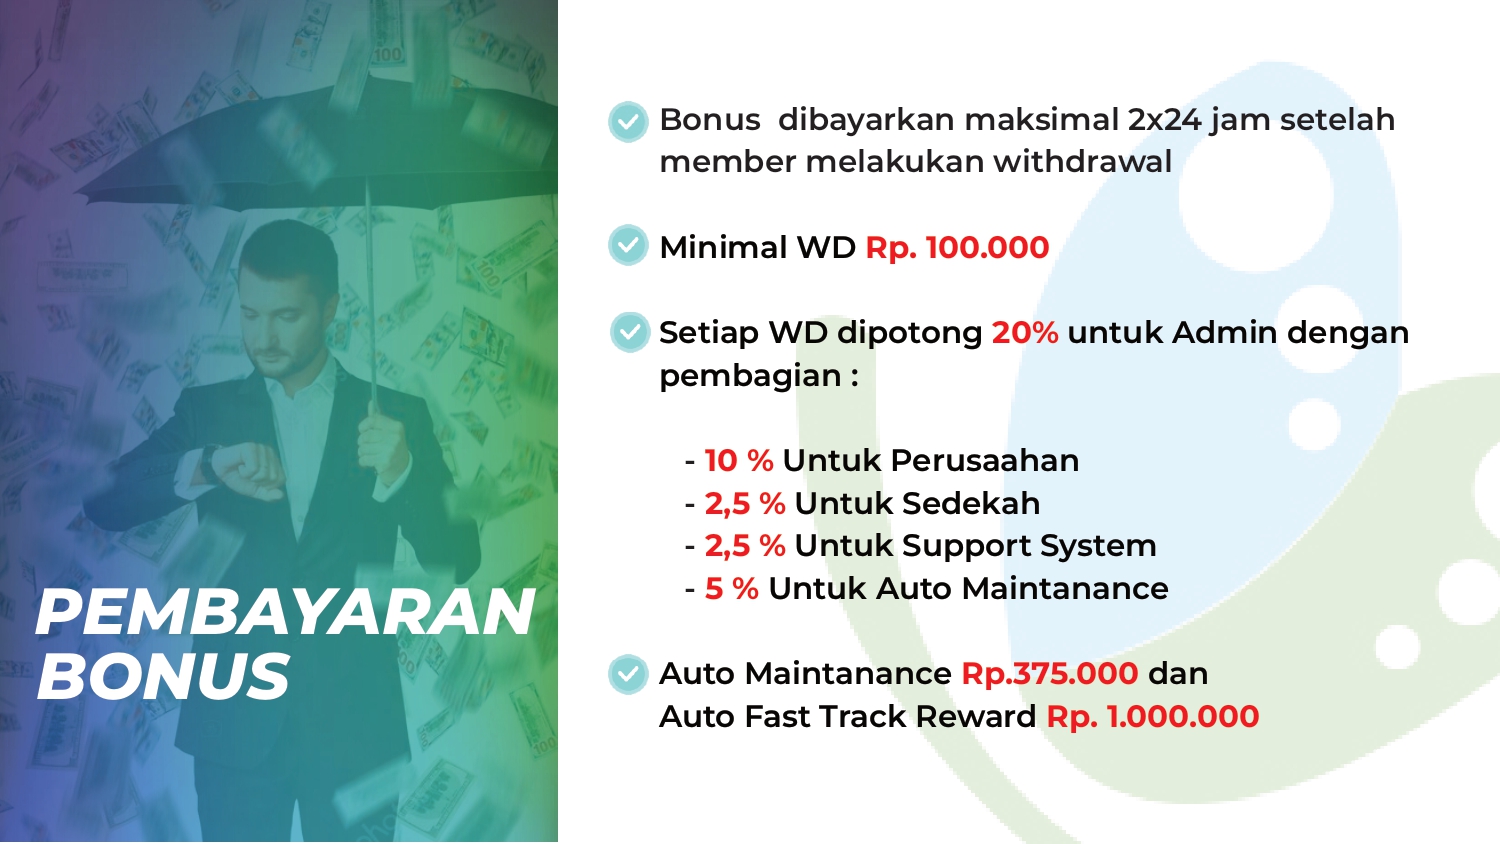 PEMBAYARAN
BONUS
Bonus dibayarkan maksimal 2x24 jam setelah
member melakukan withdrawal
Minimal WD Rp. 100.000
Setiap WD dipotong 20% untuk Admin dengan
pembagian :
- 10 % Untuk Perusaahan
- 2,5 % Untuk Sedekah
- 2,5 % Untuk Support System
- 5 % Untuk Auto Maintanance
Auto Maintanance Rp.375.000 dan
Auto Fast Track Reward Rp. 1.000.000